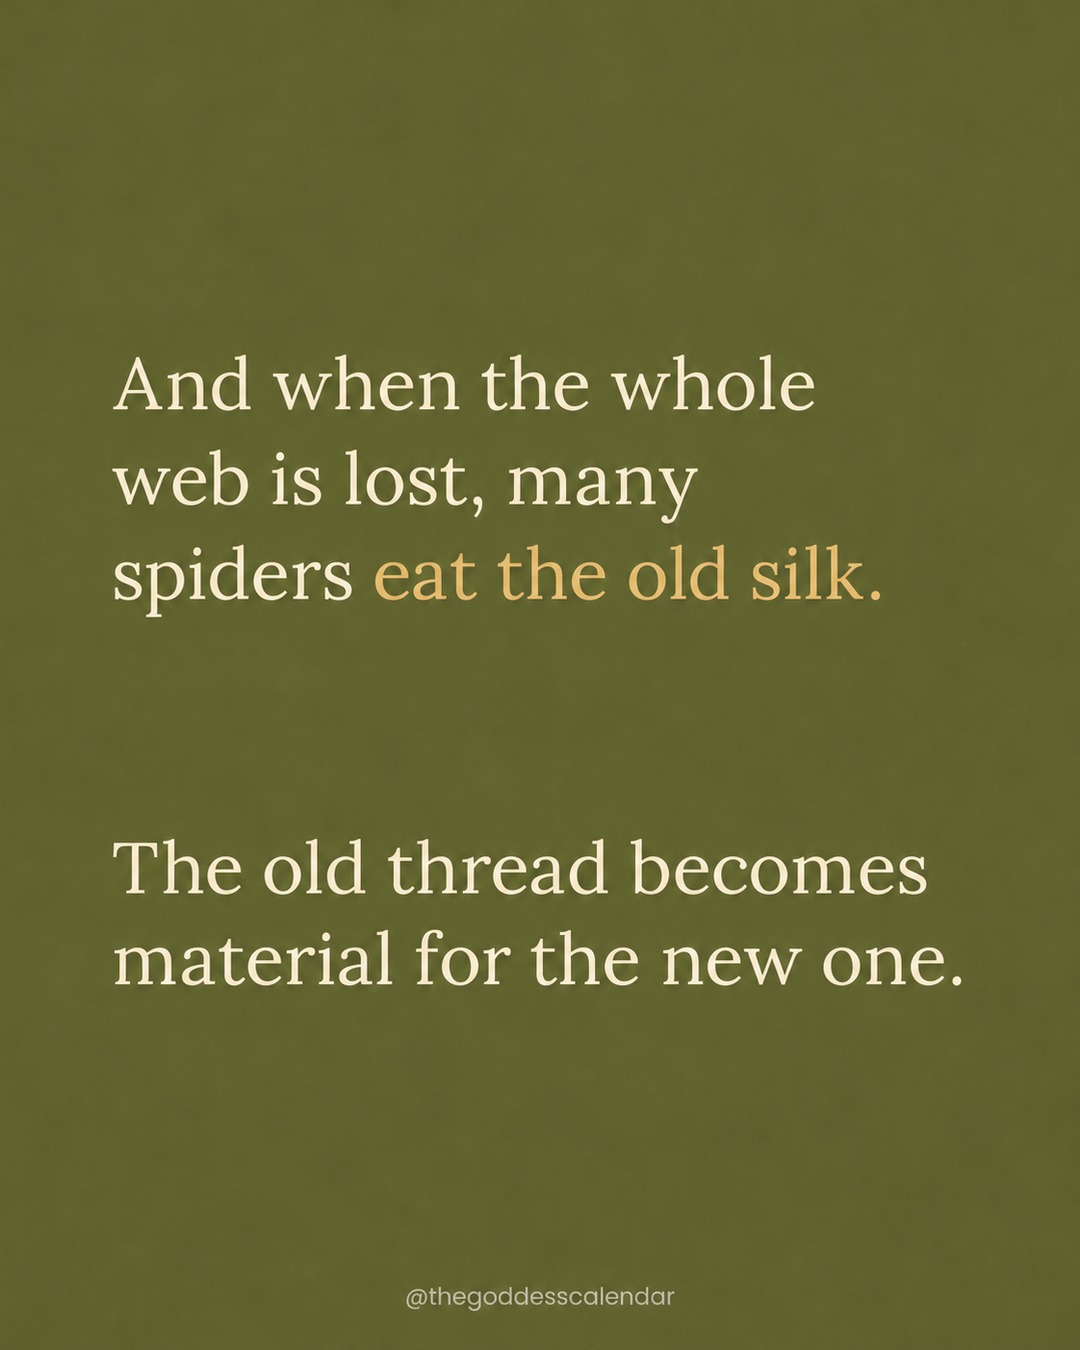 And when the whole
web is lost, many
spiders eat the old silk.
The old thread becomes
material for the new one.
@thegoddesscalendar